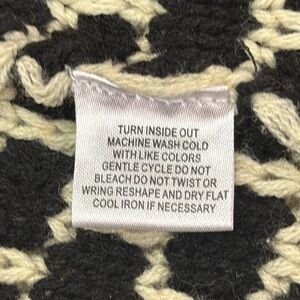 TURN INSIDE OUT
MACHINE WASH COLD
WITH LIKE COLORS
GENTLE CYCLE DO NOT
BLEACH DO NOT TWIST OR
WRING RESHAPE AND DRY FLAT
COOL IRON IF NECESSARY